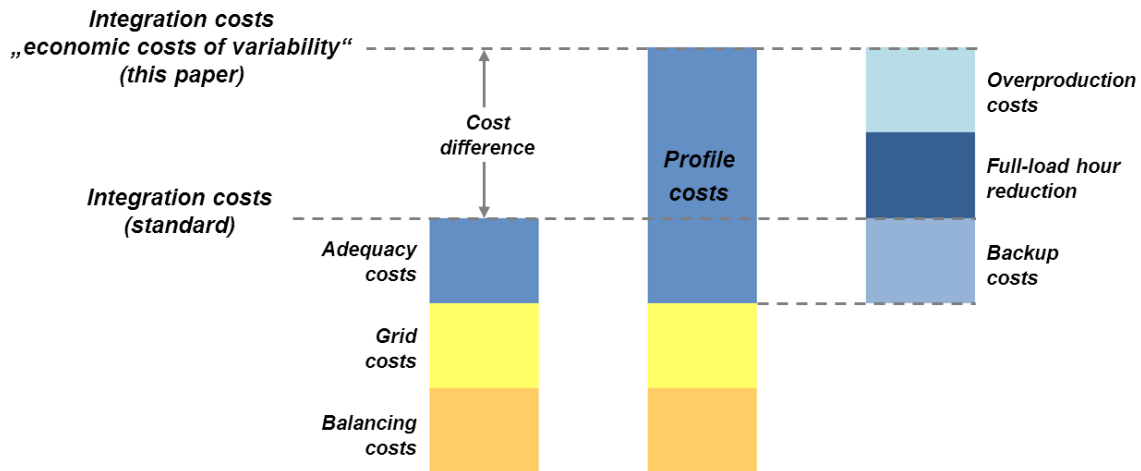 Integration costs
„economic costs of variability“
(this paper)
Cost
difference
Profile
costs
Overproduction
costs
Full-load hour
reduction
Integration costs
(standard)
Adequacy
costs
Backup
costs
Grid
costs
Balancing
costs